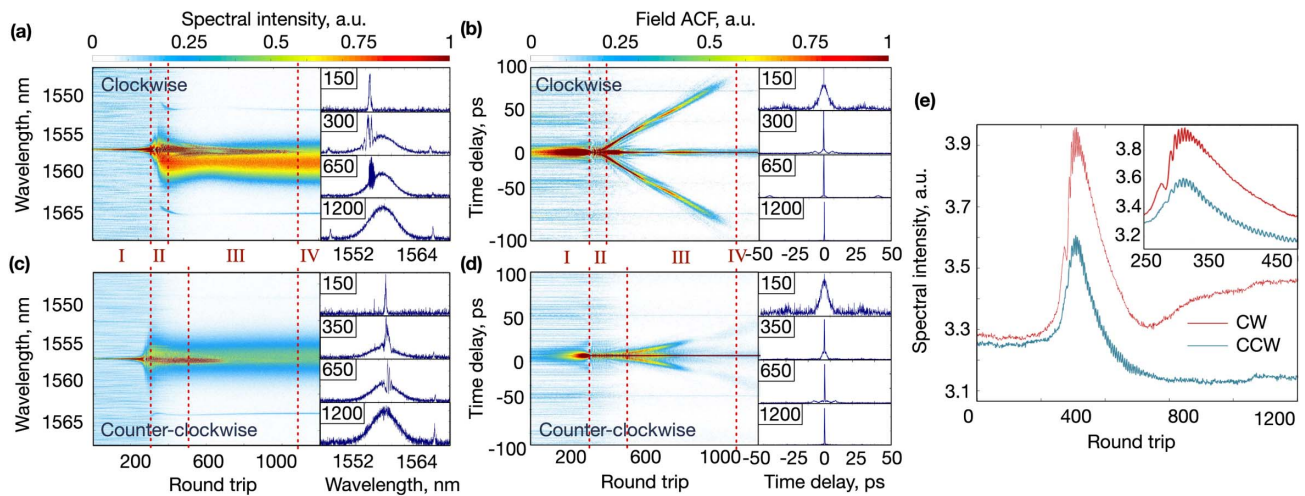 Spectral intensity, a.u.
Field ACF, a.u.
(a)
0 0.25 0.5 0.75 1
(b)
0 0.25 0.5 0.75 1
Clockwise
150
300
650
1200
1550
1555
1560
1565
Wavelength, nm
1552 1564
Clockwise
150
300
650
1200
100
50
0
-50
-100
Time delay, ps
-50 -25 0 25 50
I II III IV
I II III IV
(c)
Counter-clockwise
150
350
650
1200
1550
1555
1560
1565
Wavelength, nm
200 600 1000
1552 1564
Round trip
Wavelength, nm
(d)
Counter-clockwise
150
350
650
1200
100
50
0
-50
-100
Time delay, ps
200 600 1000
-50 -25 0 25 50
Round trip
Time delay, ps
(e)
3.9
3.7
3.5
3.3
3.1
Spectral intensity, a.u.
3.8
3.6
3.4
3.2
250 350 450
CW
CCW
0 400 800 1200
Round trip